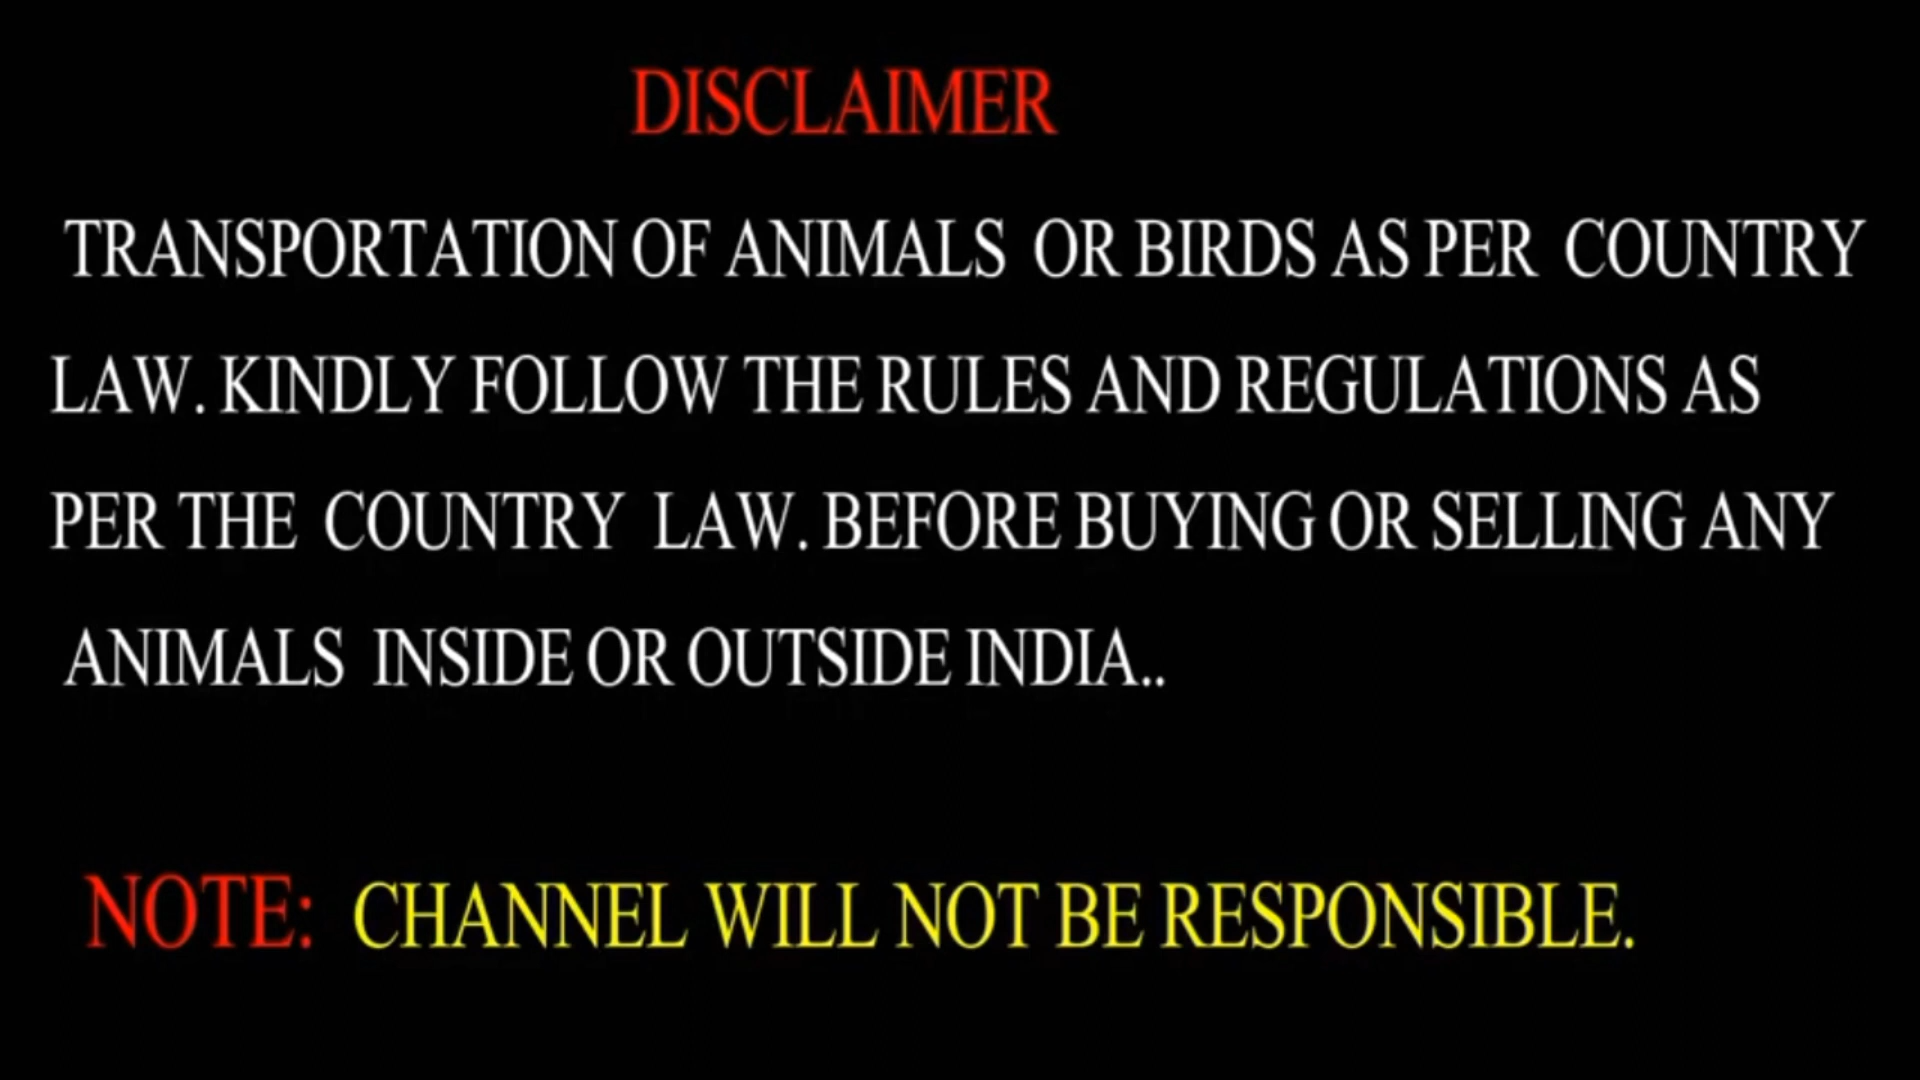 DISCLAIMER
TRANSPORTATION OF ANIMALS OR BIRDS AS PER COUNTRY
LAW. KINDLY FOLLOW THE RULES AND REGULATIONS AS
PER THE COUNTRY LAW. BEFORE BUYING OR SELLING ANY
ANIMALS INSIDE OR OUTSIDE INDIA..
NOTE: CHANNEL WILL NOT BE RESPONSIBLE.